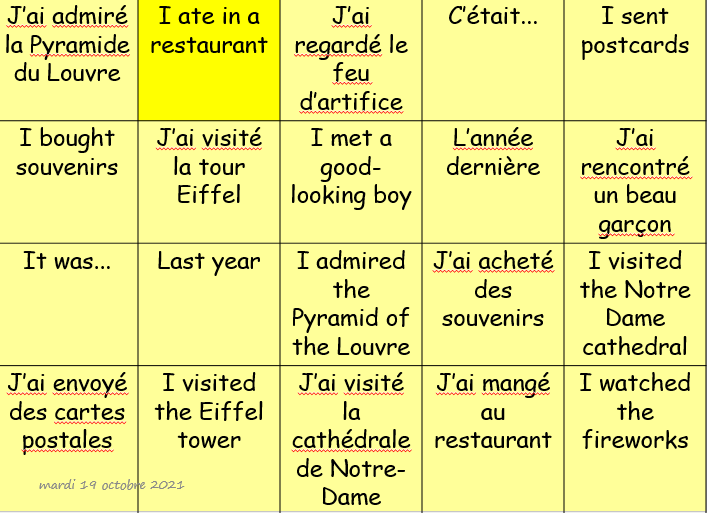 J'ai admiré
la Pyramide
du Louvre
I ate in a
restaurant
J'ai
regardé le
feu
d'artifice
C'était...
I sent
postcards
I bought
souvenirs
J'ai visité
la tour
Eiffel
I met a
good-
looking boy
L'année
dernière
J'ai
rencontré
un beau
garçon
It was...
Last year
I admired
the
Pyramid of
the Louvre
J'ai acheté
des
souvenirs
I visited
the Notre
Dame
cathedral
J'ai envoyé
des cartes
postales
I visited
the Eiffel
tower
J'ai visité
la
cathédrale
de Notre-
Dame
J'ai mangé
au
restaurant
I watched
the
fireworks
mardi 19 octobre 2021